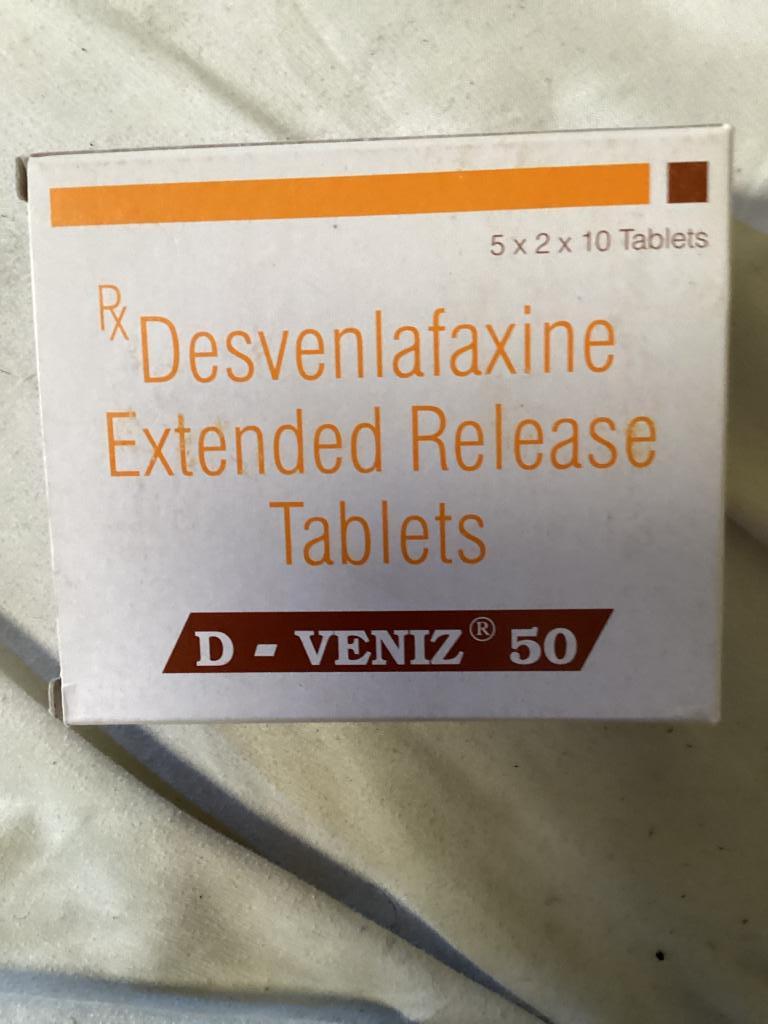 5 x 2 x 10 Tablets
Rx Desvenlafaxine
Extended Release
Tablets
D - VENIZ® 50